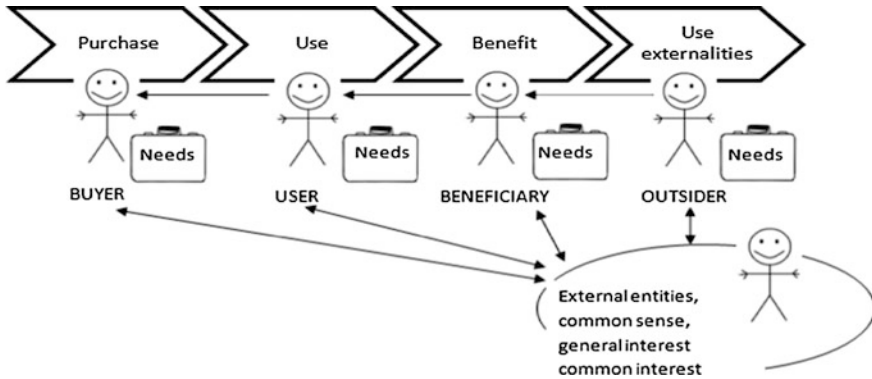 Purchase
Use
Benefit
Use
externalities
Needs
Needs
Needs
Needs
BUYER
USER
BENEFICIARY
OUTSIDER
External entities,
common sense,
general interest
common interest